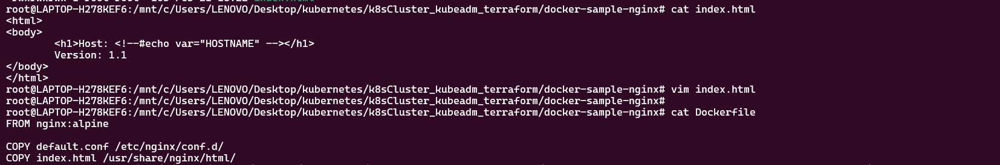 root@LAPTOP-H278KEF6:/mnt/c/Users/LENOVO/Desktop/kubernetes/k8sCluster_kubeadm_terraform/docker-sample-nginx# cat index.html
<html>
<body>
        <h1>Host: <!--#echo var="HOSTNAME" --></h1>
        Version: 1.1
</body>
</html>
root@LAPTOP-H278KEF6:/mnt/c/Users/LENOVO/Desktop/kubernetes/k8sCluster_kubeadm_terraform/docker-sample-nginx# vim index.html
root@LAPTOP-H278KEF6:/mnt/c/Users/LENOVO/Desktop/kubernetes/k8sCluster_kubeadm_terraform/docker-sample-nginx#
root@LAPTOP-H278KEF6:/mnt/c/Users/LENOVO/Desktop/kubernetes/k8sCluster_kubeadm_terraform/docker-sample-nginx# cat Dockerfile
FROM nginx:alpine

COPY default.conf /etc/nginx/conf.d/
COPY index.html /usr/share/nginx/html/